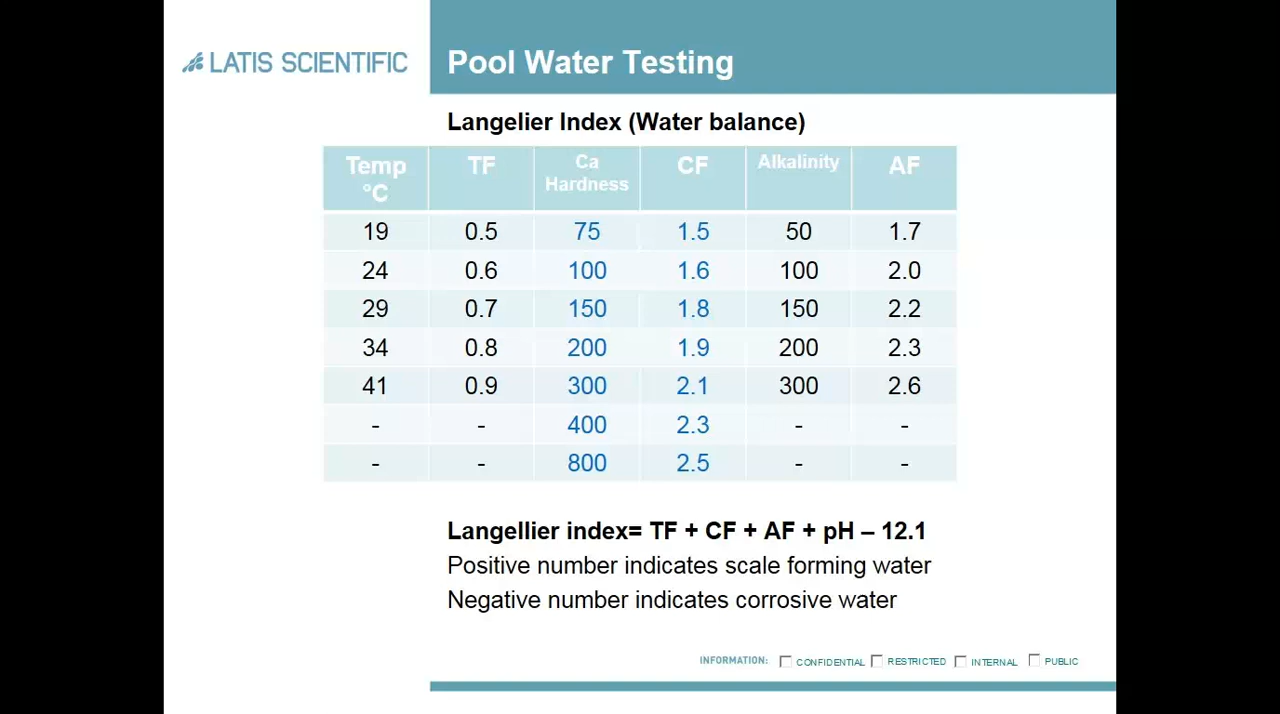 LATIS SCIENTIFIC
Pool Water Testing
Langelier Index (Water balance)
Temp °C TF Ca Hardness CF Alkalinity AF
19 0.5 75 1.5 50 1.7
24 0.6 100 1.6 100 2.0
29 0.7 150 1.8 150 2.2
34 0.8 200 1.9 200 2.3
41 0.9 300 2.1 300 2.6
- - 400 2.3 - -
- - 800 2.5 - -
Langellier index= TF + CF + AF + pH – 12.1
Positive number indicates scale forming water
Negative number indicates corrosive water
INFORMATION: CONFIDENTIAL RESTRICTED INTERNAL PUBLIC